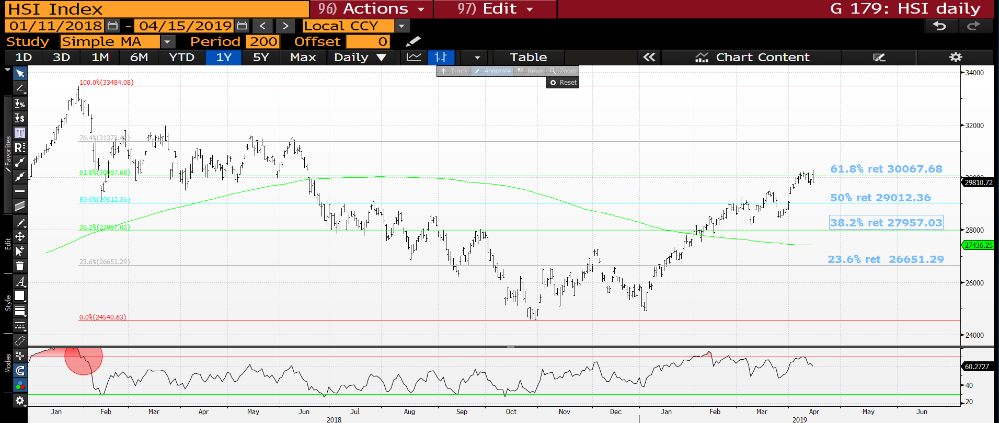 HSI Index
96) Actions
97) Edit
G 179: HSI daily
01/11/2018 - 04/15/2019 < > Local CCY
Study Simple MA Period 200 Offset 0
1D 3D 1M 6M YTD 1Y 5Y Max Daily ▼ Table « Chart Content
Track Annotate News Zoom
Reset
Favorites
Edit
Style
Modes
T
R
A
100.0%(33484.08)
61.8%(30067.68)
50.0%(29012.36)
38.2%(27957.03)
23.6%(26651.29)
0.0%(24540.63)
61.8% ret 30067.68
50% ret 29012.36
38.2% ret 27957.03
23.6% ret 26651.29
34000
32000
29810.72
28000
27436.25
26000
24000
60.2727
40
20
Jan Feb Mar Apr May Jun Jul Aug Sep Oct Nov Dec Jan Feb Mar Apr May Jun
2018 2019